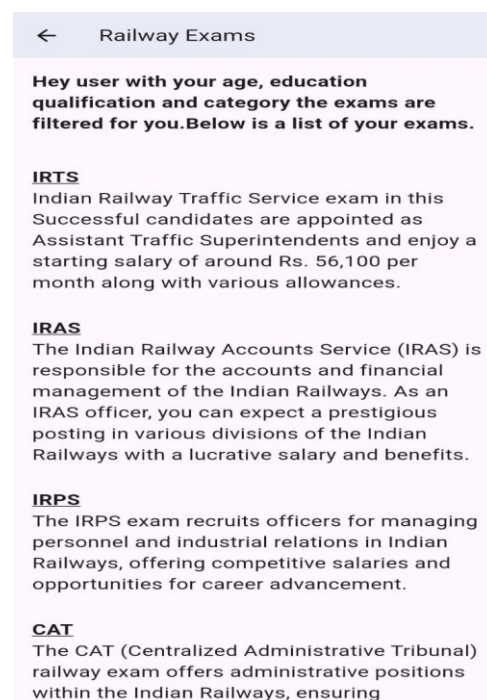 Railway Exams
Hey user with your age, education
qualification and category the exams are
filtered for you.Below is a list of your exams.
IRTS
Indian Railway Traffic Service exam in this
Successful candidates are appointed as
Assistant Traffic Superintendents and enjoy a
starting salary of around Rs. 56,100 per
month along with various allowances.
IRAS
The Indian Railway Accounts Service (IRAS) is
responsible for the accounts and financial
management of the Indian Railways. As an
IRAS officer, you can expect a prestigious
posting in various divisions of the Indian
Railways with a lucrative salary and benefits.
IRPS
The IRPS exam recruits officers for managing
personnel and industrial relations in Indian
Railways, offering competitive salaries and
opportunities for career advancement.
CAT
The CAT (Centralized Administrative Tribunal)
railway exam offers administrative positions
within the Indian Railways, ensuring